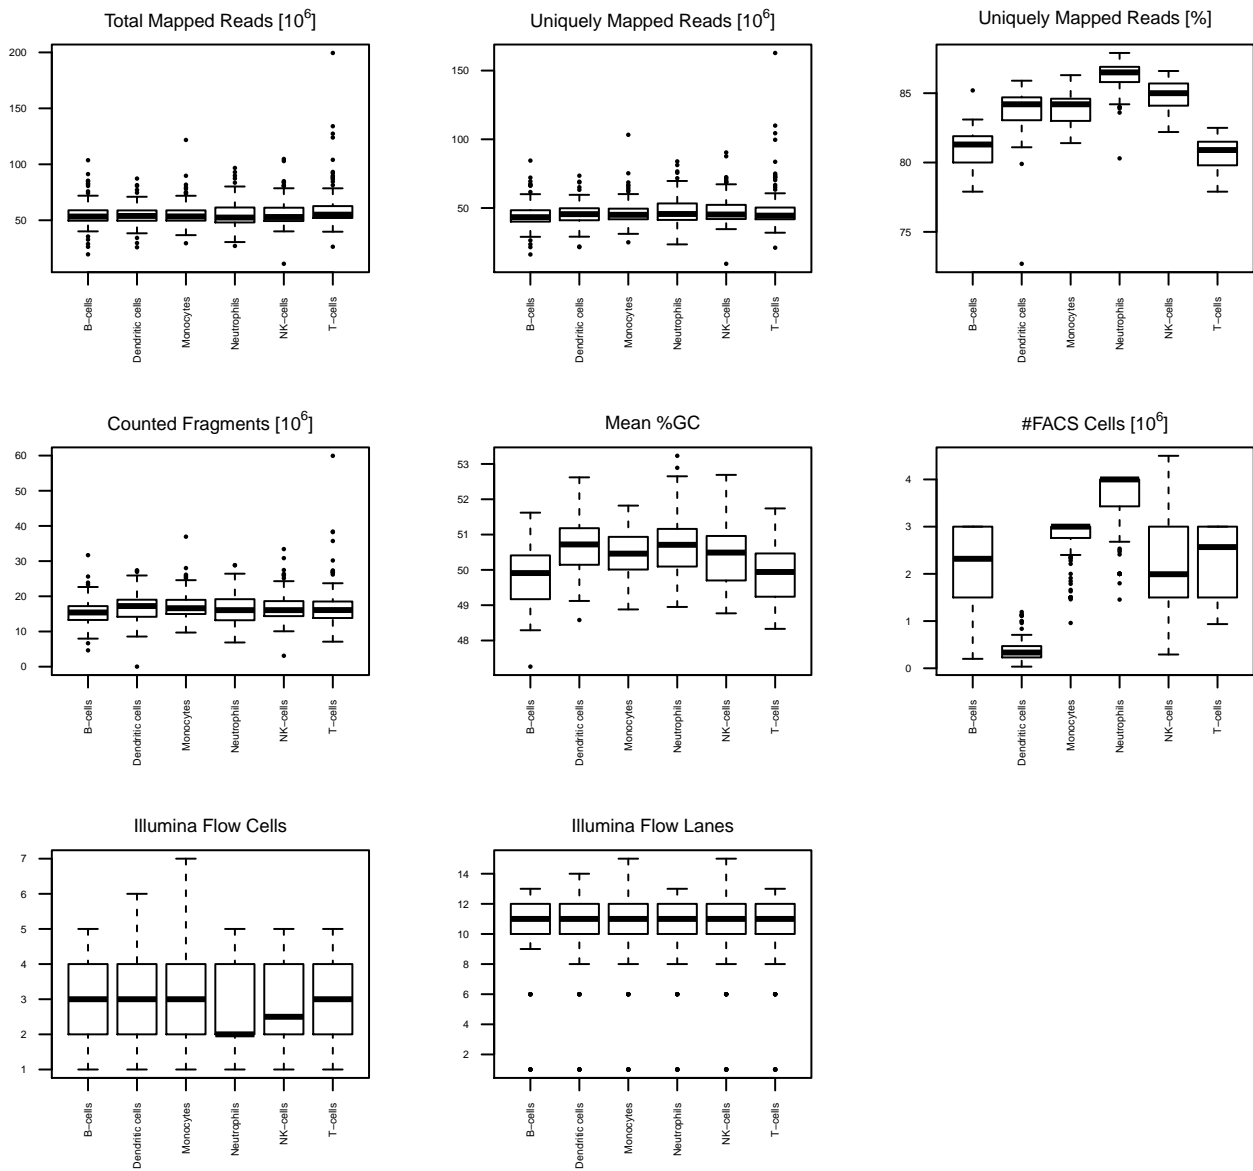 Total Mapped Reads [10^6]
200
150
100
50
B−cells
Dendritic cells
Monocytes
Neutrophils
NK−cells
T−cells
Uniquely Mapped Reads [10^6]
150
100
50
B−cells
Dendritic cells
Monocytes
Neutrophils
NK−cells
T−cells
Uniquely Mapped Reads [%]
85
80
75
B−cells
Dendritic cells
Monocytes
Neutrophils
NK−cells
T−cells
Counted Fragments [10^6]
60
50
40
30
20
10
0
B−cells
Dendritic cells
Monocytes
Neutrophils
NK−cells
T−cells
Mean %GC
53
52
51
50
49
48
B−cells
Dendritic cells
Monocytes
Neutrophils
NK−cells
T−cells
#FACS Cells [10^6]
4
3
2
1
0
B−cells
Dendritic cells
Monocytes
Neutrophils
NK−cells
T−cells
Illumina Flow Cells
7
6
5
4
3
2
1
B−cells
Dendritic cells
Monocytes
Neutrophils
NK−cells
T−cells
Illumina Flow Lanes
14
12
10
8
6
4
2
B−cells
Dendritic cells
Monocytes
Neutrophils
NK−cells
T−cells